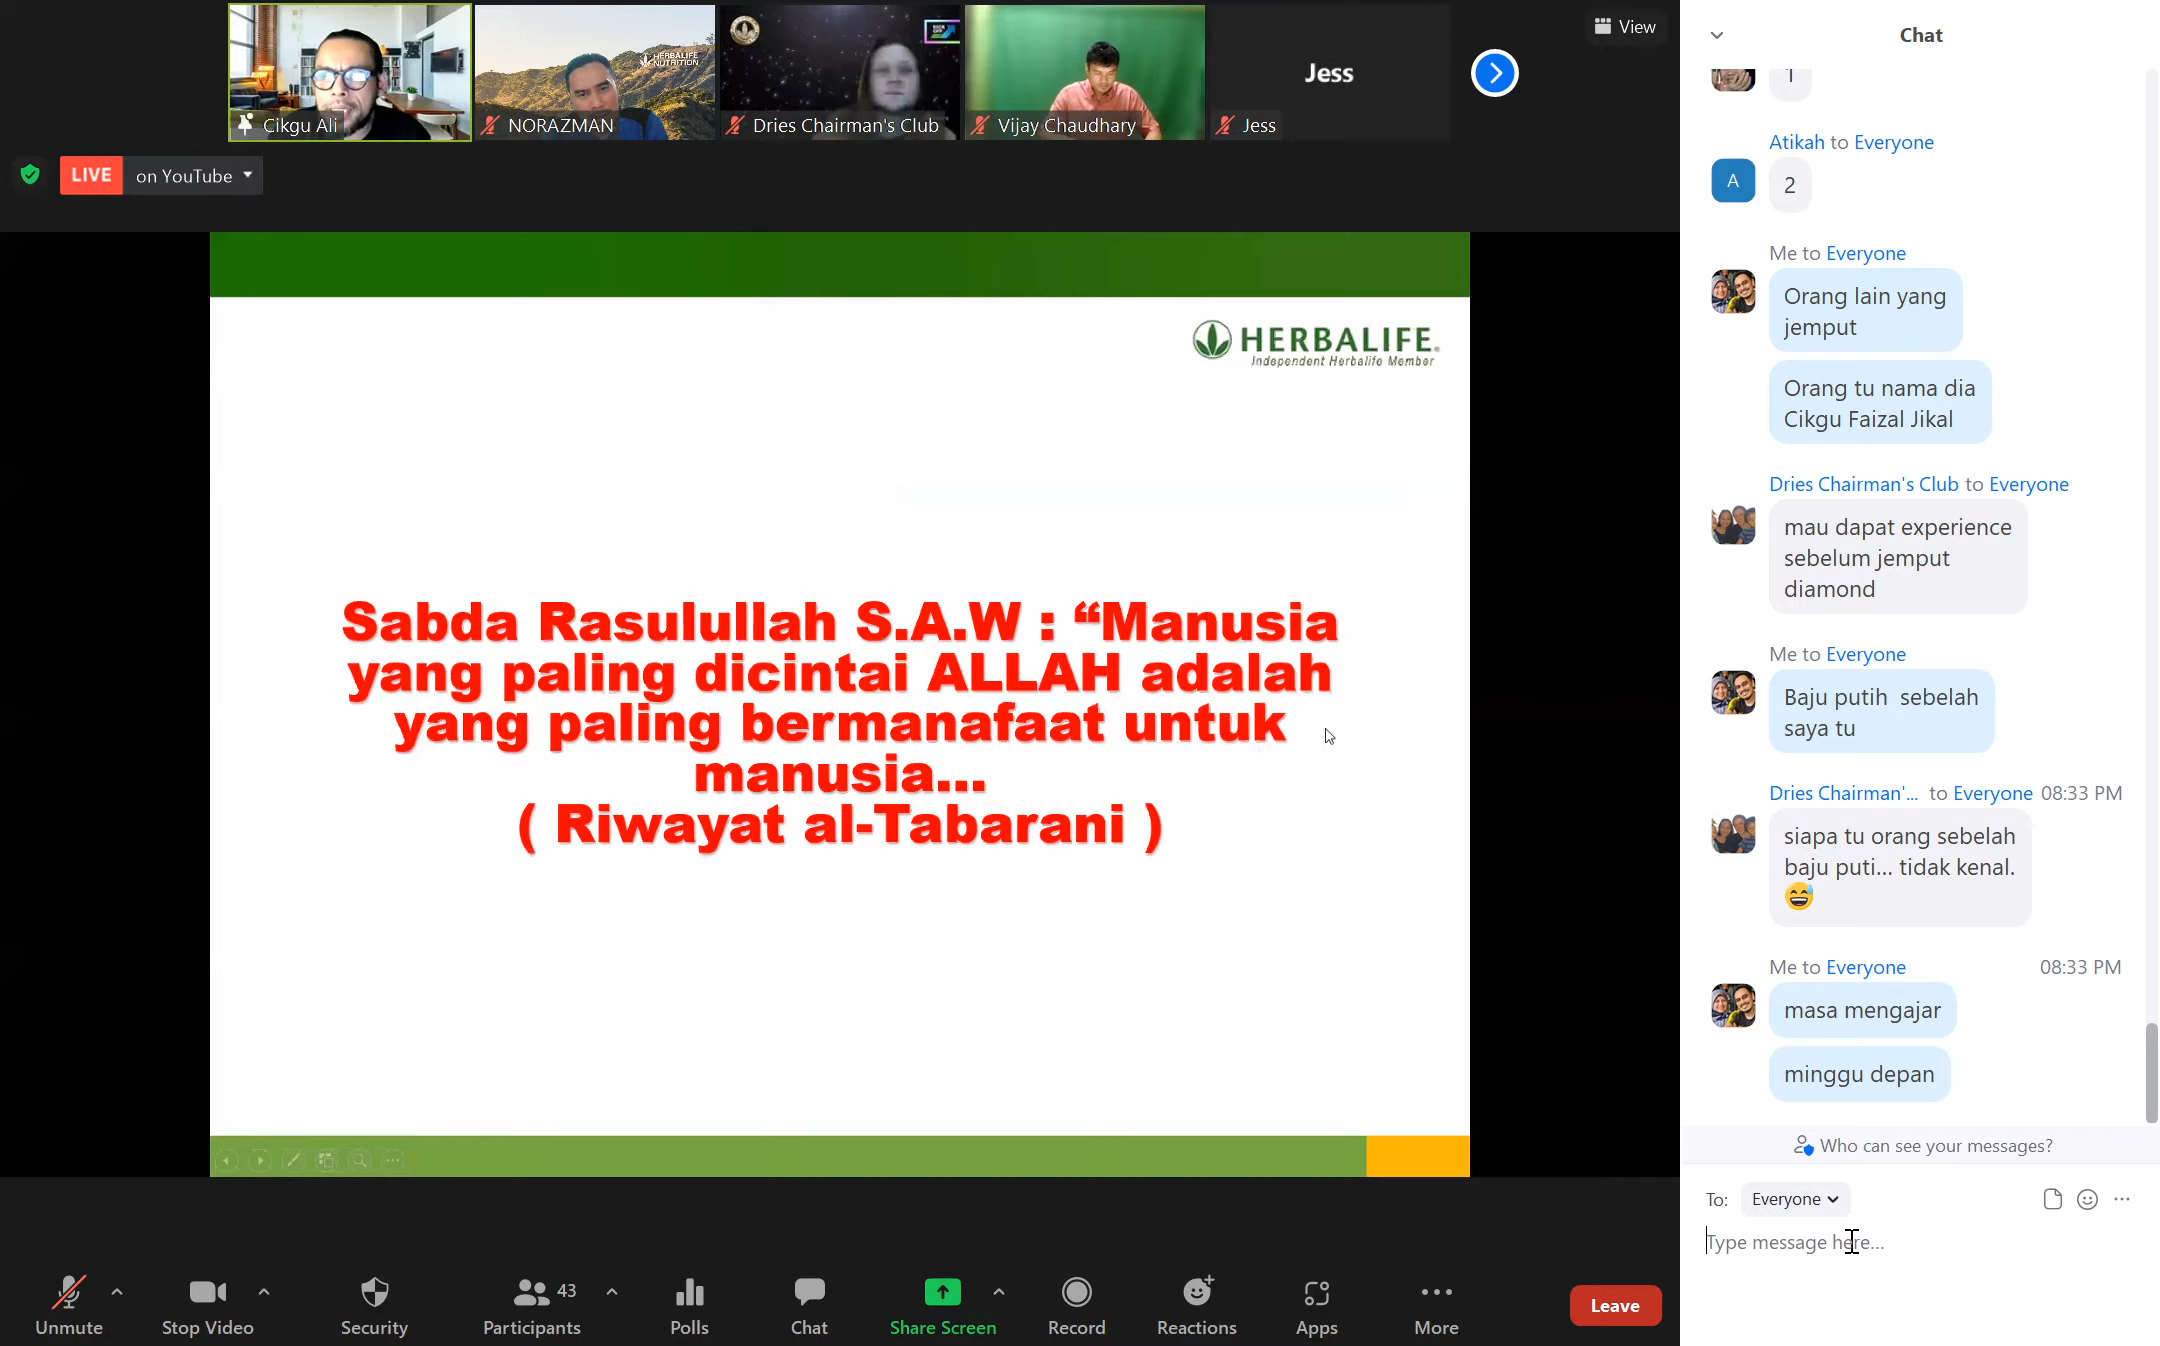 Cikgu Ali
HERBALIFE
NUTRITION
NORAZMAN
Dries Chairman's Club
Vijay Chaudhary
Jess
Jess
View
LIVE
on YouTube
HERBALIFE
Independent Herbalife Member
Sabda Rasulullah S.A.W : “Manusia
yang paling dicintai ALLAH adalah
yang paling bermanafaat untuk
manusia...
( Riwayat al-Tabarani )
Unmute
Stop Video
Security
43
Participants
Polls
Chat
Share Screen
Record
Reactions
Apps
More
Leave
Chat
1
Atikah to Everyone
A
2
Me to Everyone
Orang lain yang
jemput
Orang tu nama dia
Cikgu Faizal Jikal
Dries Chairman's Club to Everyone
mau dapat experience
sebelum jemput
diamond
Me to Everyone
Baju putih  sebelah
saya tu
Dries Chairman'... to Everyone 08:33 PM
siapa tu orang sebelah
baju puti... tidak kenal.
😅
Me to Everyone 08:33 PM
masa mengajar
minggu depan
Who can see your messages?
To: Everyone
Type message here...